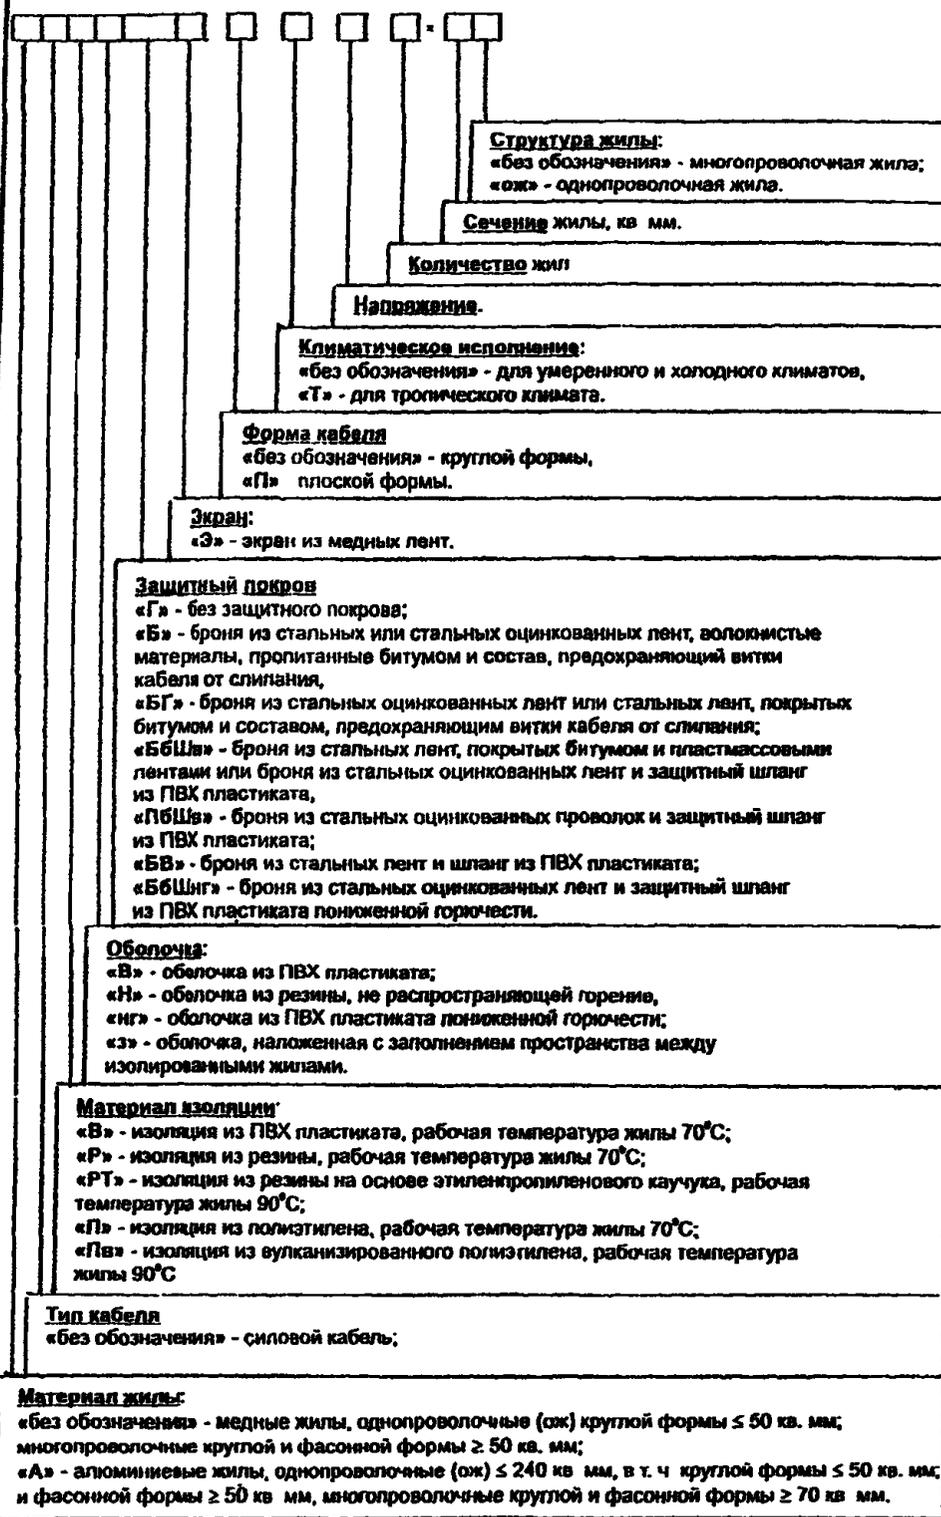 Структура жилы:
«без обозначения» - многопроволочная жила;
«ож» - однопроволочная жила.
Сечение жилы, кв мм.
Количество жил
Напряжение.
Климатическое исполнение:
«без обозначения» - для умеренного и холодного климатов,
«Т» - для тропического климата.
Форма кабеля
«без обозначения» - круглой формы,
«П» плоской формы.
Экран:
«Э» - экран из медных лент.
Защитный покров
«Г» - без защитного покрова;
«Б» - броня из стальных или стальных оцинкованных лент, волокнистые
материалы, пропитанные битумом и состав, предохраняющий витки
кабеля от слипания,
«БГ» - броня из стальных оцинкованных лент или стальных лент, покрытых
битумом и составом, предохраняющим витки кабеля от слипания;
«БбШв» - броня из стальных лент, покрытых битумом и пластмассовыми
лентами или броня из стальных оцинкованных лент и защитный шланг
из ПВХ пластиката,
«ПбШв» - броня из стальных оцинкованных проволок и защитный шланг
из ПВХ пластиката;
«БВ» - броня из стальных лент и шланг из ПВХ пластиката;
«БбШнг» - броня из стальных оцинкованных лент и защитный шланг
из ПВХ пластиката пониженной горючести.
Оболочка:
«В» - оболочка из ПВХ пластиката;
«Н» - оболочка из резины, не распространяющей горение,
«нг» - оболочка из ПВХ пластиката пониженной горючести;
«з» - оболочка, наложенная с заполнением пространства между
изолированными жилами.
Материал изоляции
«В» - изоляция из ПВХ пластиката, рабочая температура жилы 70°С;
«Р» - изоляция из резины, рабочая температура жилы 70°С;
«РТ» - изоляция из резины на основе этиленпропиленового каучука, рабочая
температура жилы 90°С;
«П» - изоляция из полиэтилена, рабочая температура жилы 70°С;
«Пв» - изоляция из вулканизированного полиэтилена, рабочая температура
жилы 90°С
Тип кабеля
«без обозначения» - силовой кабель;
Материал жилы:
«без обозначения» - медные жилы, однопроволочные (ож) круглой формы ≤ 50 кв. мм;
многопроволочные круглой и фасонной формы ≥ 50 кв. мм;
«А» - алюминиевые жилы, однопроволочные (ож) ≤ 240 кв мм, в т. ч круглой формы ≤ 50 кв. мм;
и фасонной формы ≥ 50 кв мм, многопроволочные круглой и фасонной формы ≥ 70 кв мм.